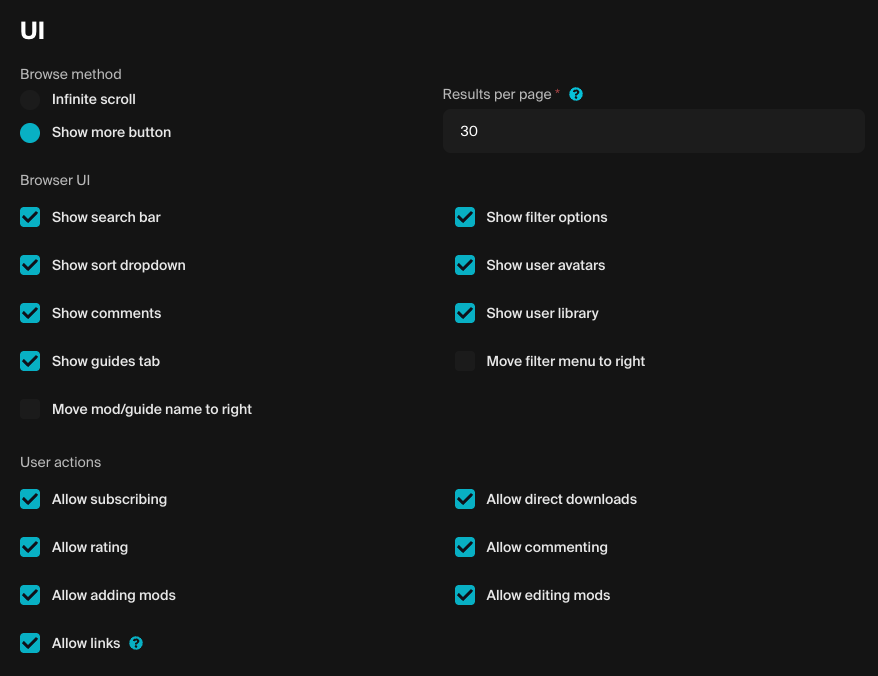 UI
Browse method
Infinite scroll
Show more button
Results per page * ?
30
Browser UI
Show search bar
Show filter options
Show sort dropdown
Show user avatars
Show comments
Show user library
Show guides tab
Move filter menu to right
Move mod/guide name to right
User actions
Allow subscribing
Allow direct downloads
Allow rating
Allow commenting
Allow adding mods
Allow editing mods
Allow links ?